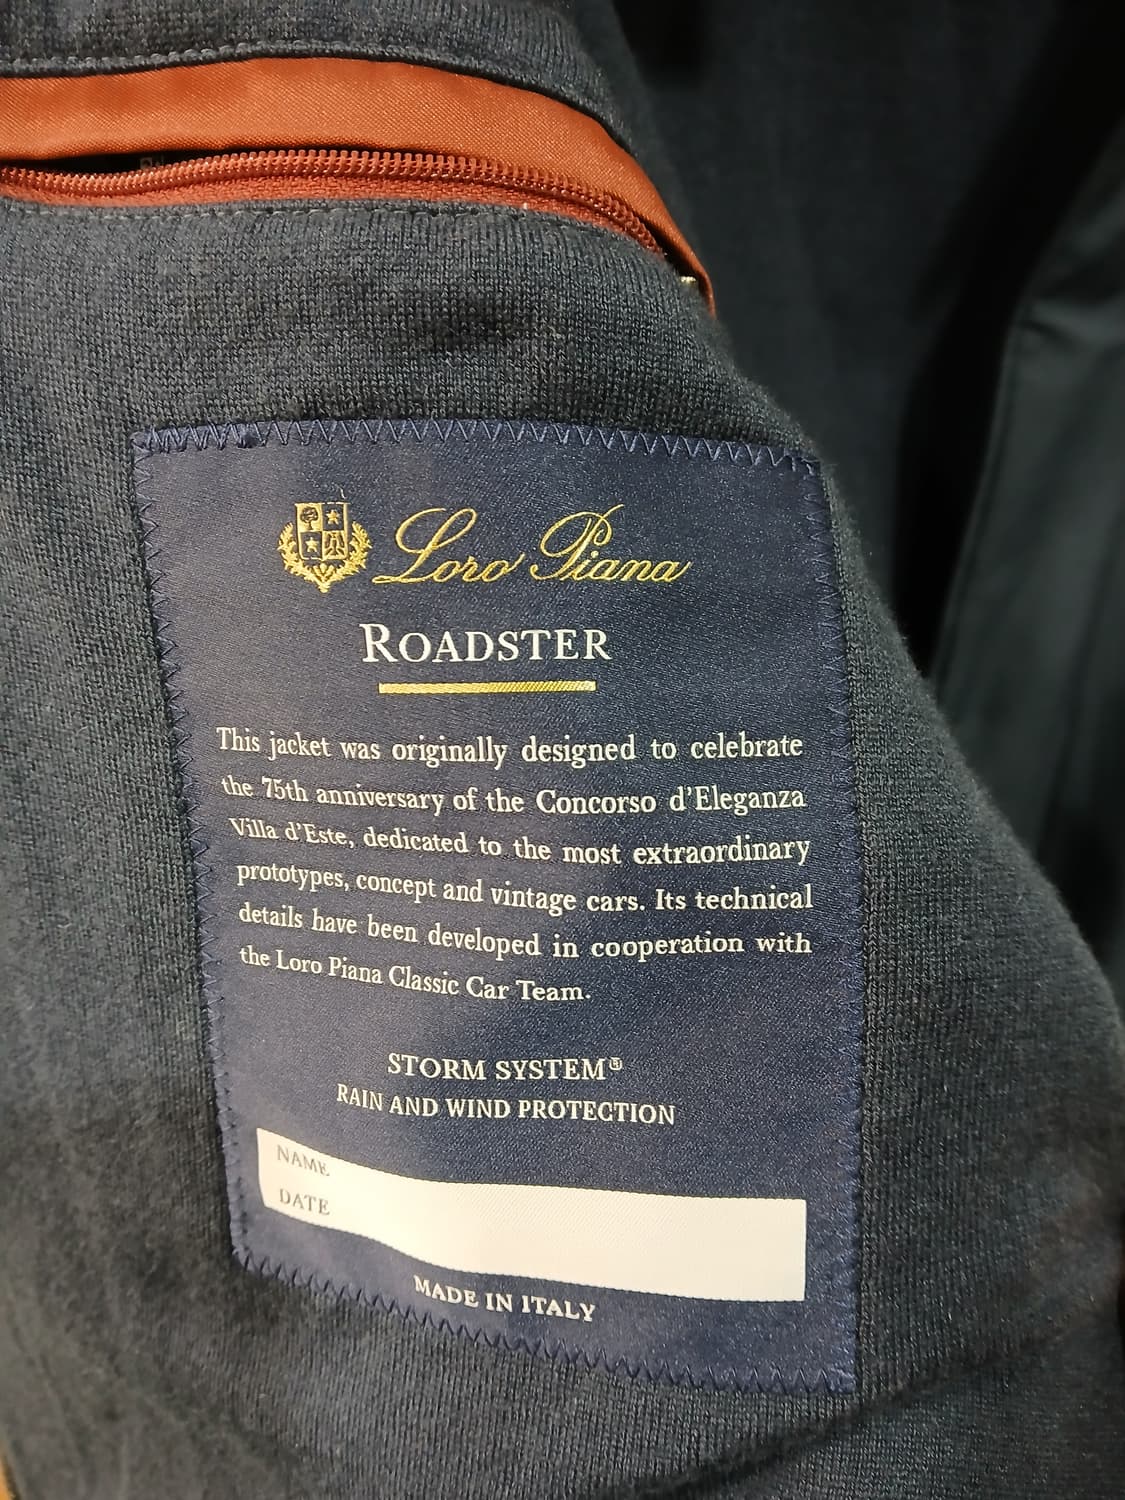 Loro Piana
ROADSTER
This jacket was originally designed to celebrate
the 75th anniversary of the Concorso d'Eleganza
Villa d'Este, dedicated to the most extraordinary
prototypes, concept and vintage cars. Its technical
details have been developed in cooperation with
the Loro Piana Classic Car Team.
STORM SYSTEM®
RAIN AND WIND PROTECTION
NAME
DATE
MADE IN ITALY